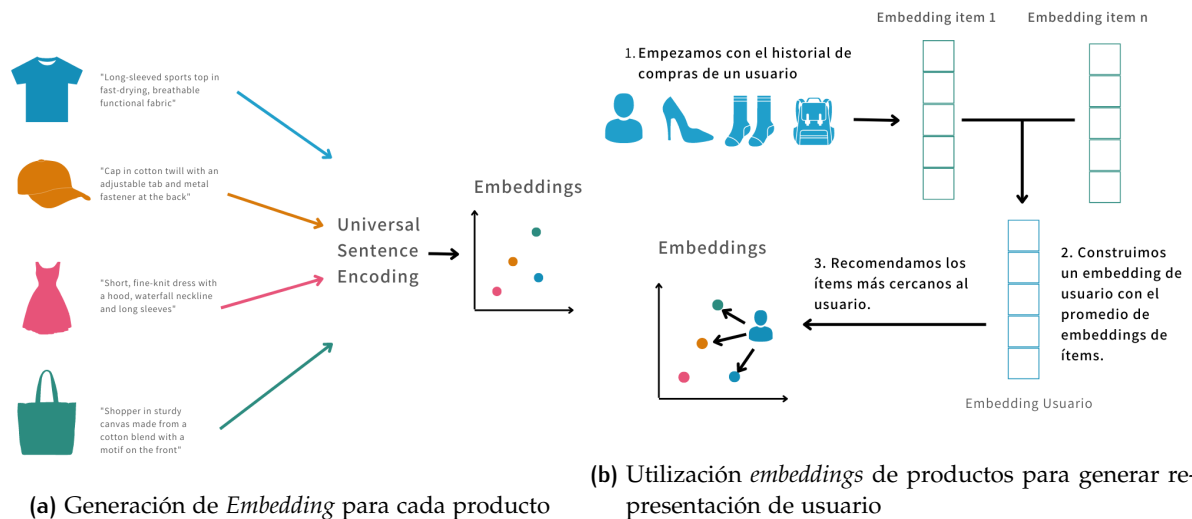 "Long-sleeved sports top in
fast-drying, breathable
functional fabric"
"Cap in cotton twill with an
adjustable tab and metal
fastener at the back"
"Short, fine-knit dress with
a hood, waterfall neckline
and long sleeves"
"Shopper in sturdy
canvas made from a
cotton blend with a
motif on the front"
Universal
Sentence
Encoding
Embeddings
(a) Generación de Embedding para cada producto
1. Empezamos con el historial de
compras de un usuario
Embedding item 1
Embedding item n
2. Construimos
un embedding de
usuario con el
promedio de
embeddings de
ítems.
Embedding Usuario
3. Recomendamos los
ítems más cercanos al
usuario.
Embeddings
(b) Utilización embeddings de productos para generar re-
presentación de usuario